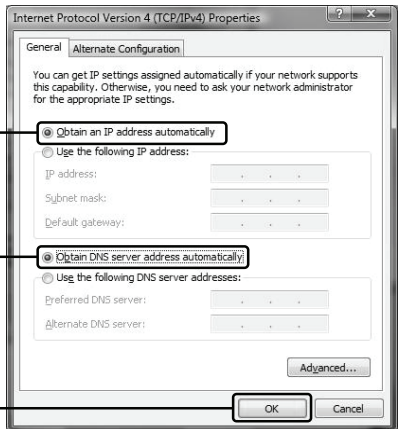 Internet Protocol Version 4 (TCP/IPv4) Properties
General
Alternate Configuration
You can get IP settings assigned automatically if your network supports
this capability. Otherwise, you need to ask your network administrator
for the appropriate IP settings.
Obtain an IP address automatically
Use the following IP address:
IP address:
Subnet mask:
Default gateway:
Obtain DNS server address automatically
Use the following DNS server addresses:
Preferred DNS server:
Alternate DNS server:
Advanced...
OK
Cancel